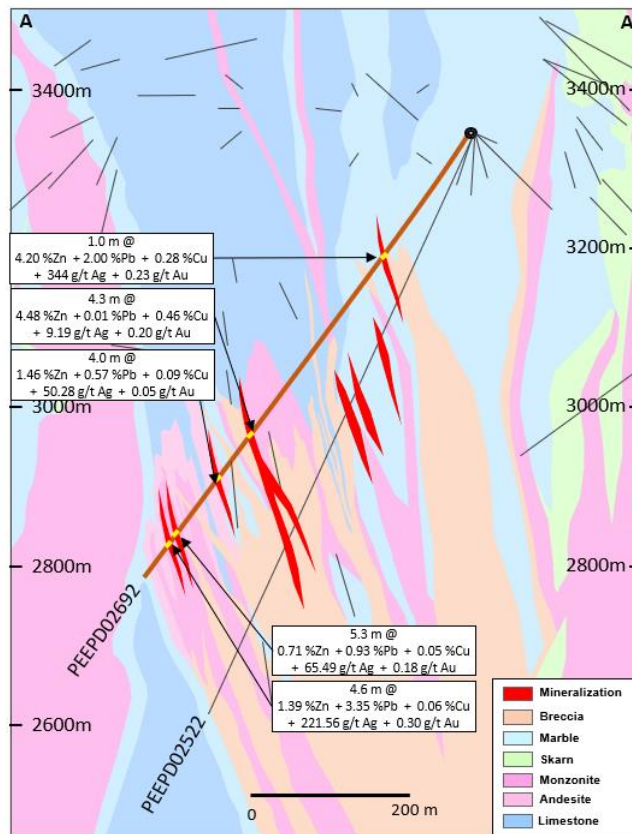 A
A
3400m
3400m
3200m
3200m
1.0 m @
4.20 %Zn + 2.00 %Pb + 0.28 %Cu
+ 344 g/t Ag + 0.23 g/t Au
4.3 m @
4.48 %Zn + 0.01 %Pb + 0.46 %Cu
+ 9.19 g/t Ag + 0.20 g/t Au
4.0 m @
1.46 %Zn + 0.57 %Pb + 0.09 %Cu
+ 50.28 g/t Ag + 0.05 g/t Au
3000m
3000m
2800m
2800m
PEEPD02692
PEEPD02522
5.3 m @
0.71 %Zn + 0.93 %Pb + 0.05 %Cu
+ 65.49 g/t Ag + 0.18 g/t Au
4.6 m @
1.39 %Zn + 3.35 %Pb + 0.06 %Cu
+ 221.56 g/t Ag + 0.30 g/t Au
2600m
Mineralization
Breccia
Marble
Skarn
Monzonite
Andesite
Limestone
0
200 m